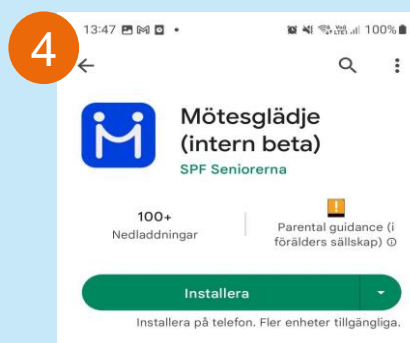 4
13:47
100%
Mötesglädje
(intern beta)
SPF Seniorerna
100+
Nedladdningar
Parental guidance (i
förälders sällskap)
Installera
Installera på telefon. Fler enheter tillgängliga.